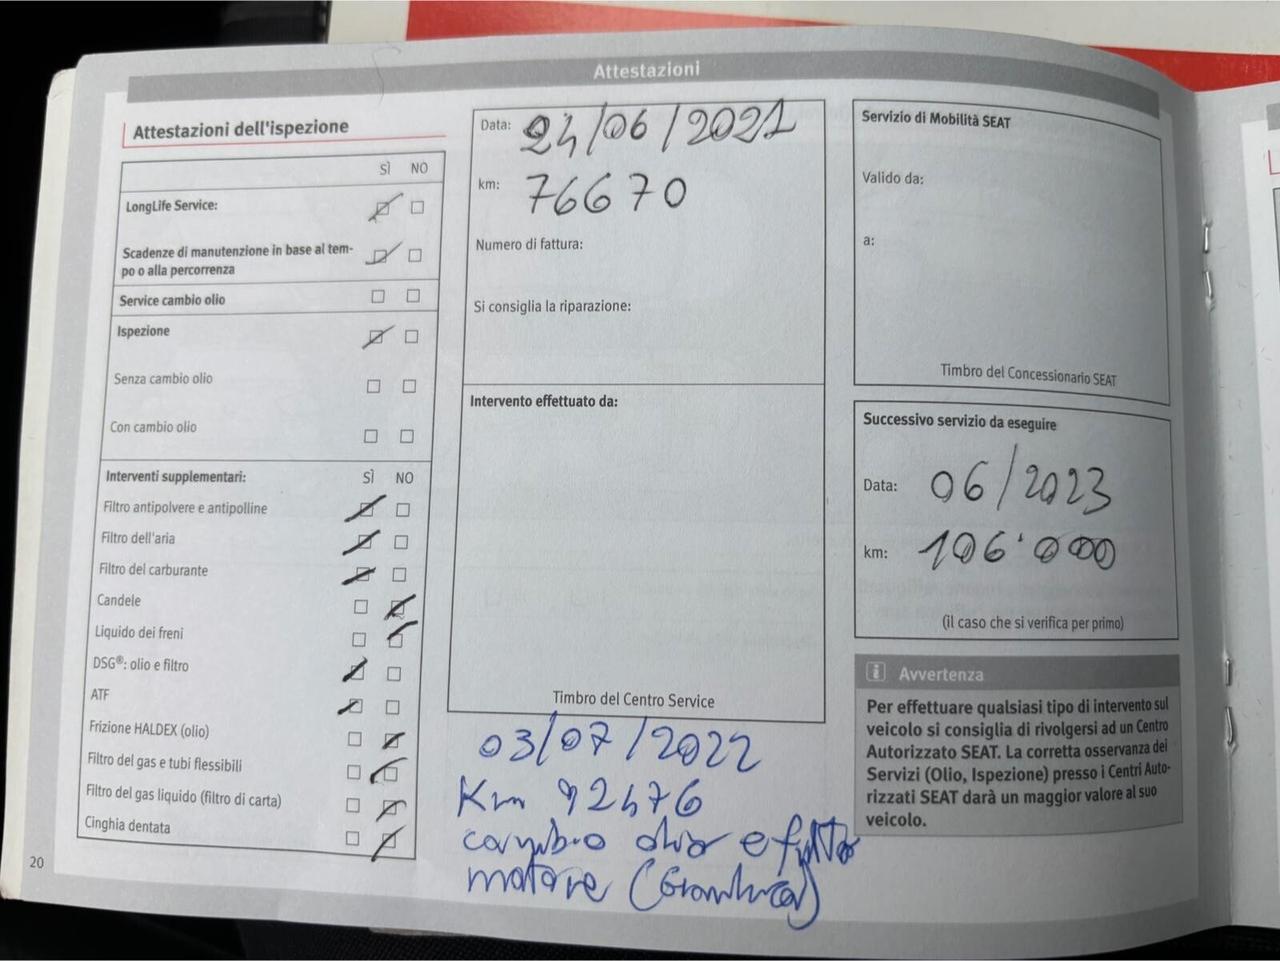 Attestazioni
Attestazioni dell'ispezione
SÌ NO
LongLife Service:
Scadenze di manutenzione in base al tem-
po o alla percorrenza
Service cambio olio
Ispezione
Senza cambio olio
Con cambio olio
Interventi supplementari: SÌ NO
Filtro antipolvere e antipolline
Filtro dell'aria
Filtro del carburante
Candele
Liquido dei freni
DSG®: olio e filtro
ATF
Frizione HALDEX (olio)
Filtro del gas e tubi flessibili
Filtro del gas liquido (filtro di carta)
Cinghia dentata
20
Data: 24/06/2021
km: 76670
Numero di fattura:
Si consiglia la riparazione:
Intervento effettuato da:
Timbro del Centro Service
03/07/2022
Km 92476
cambio olio e filtro
motore (Gianluca)
Servizio di Mobilità SEAT
Valido da:
a:
Timbro del Concessionario SEAT
Successivo servizio da eseguire
Data: 06/2023
km: 106'000
(il caso che si verifica per primo)
i Avvertenza
Per effettuare qualsiasi tipo di intervento sul
veicolo si consiglia di rivolgersi ad un Centro
Autorizzato SEAT. La corretta osservanza dei
Servizi (Olio, Ispezione) presso i Centri Auto-
rizzati SEAT darà un maggior valore al suo
veicolo.